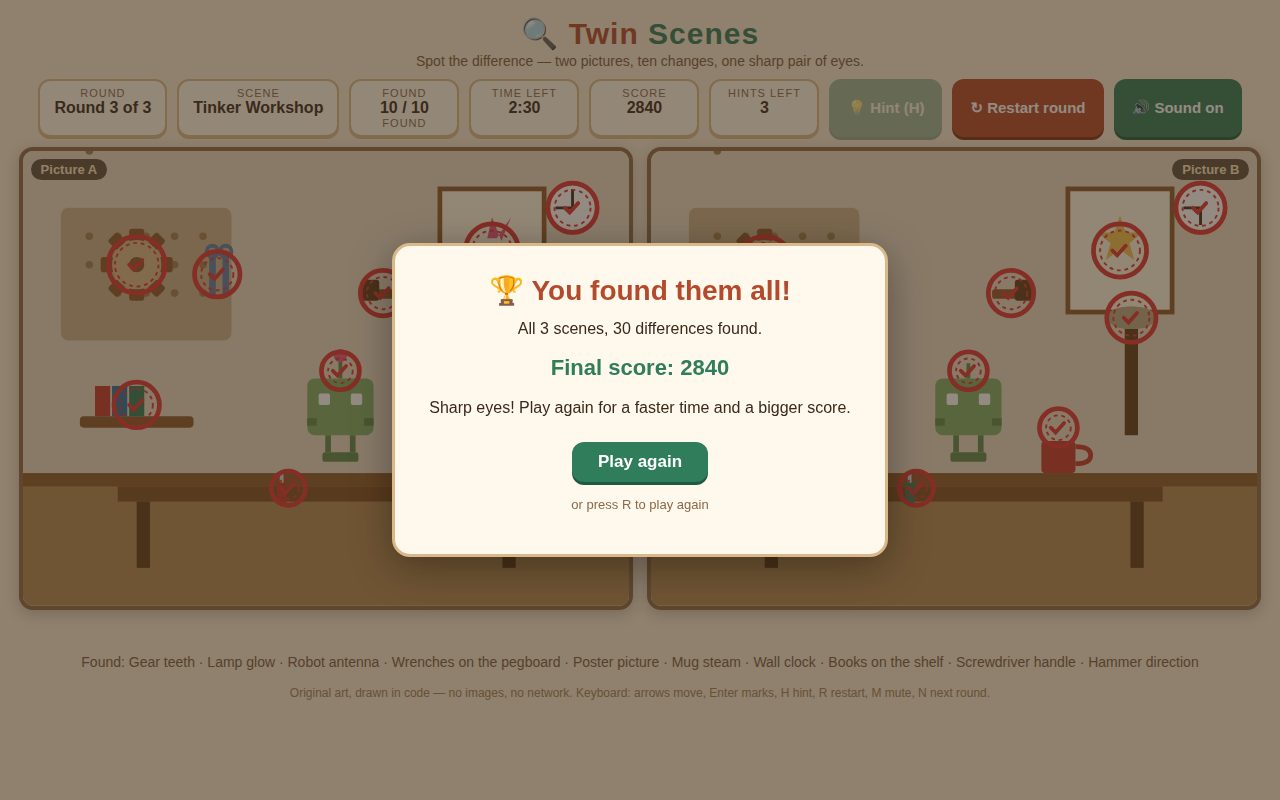 🔍 Twin Scenes
Spot the difference — two pictures, ten changes, one sharp pair of eyes.
ROUND
Round 3 of 3
SCENE
Tinker Workshop
FOUND
10 / 10
FOUND
TIME LEFT
2:30
SCORE
2840
HINTS LEFT
3
💡 Hint (H)
↻ Restart round
🔊 Sound on
Picture A
Picture B
🏆 You found them all!
All 3 scenes, 30 differences found.
Final score: 2840
Sharp eyes! Play again for a faster time and a bigger score.
Play again
or press R to play again
Found: Gear teeth · Lamp glow · Robot antenna · Wrenches on the pegboard · Poster picture · Mug steam · Wall clock · Books on the shelf · Screwdriver handle · Hammer direction
Original art, drawn in code — no images, no network. Keyboard: arrows move, Enter marks, H hint, R restart, M mute, N next round.